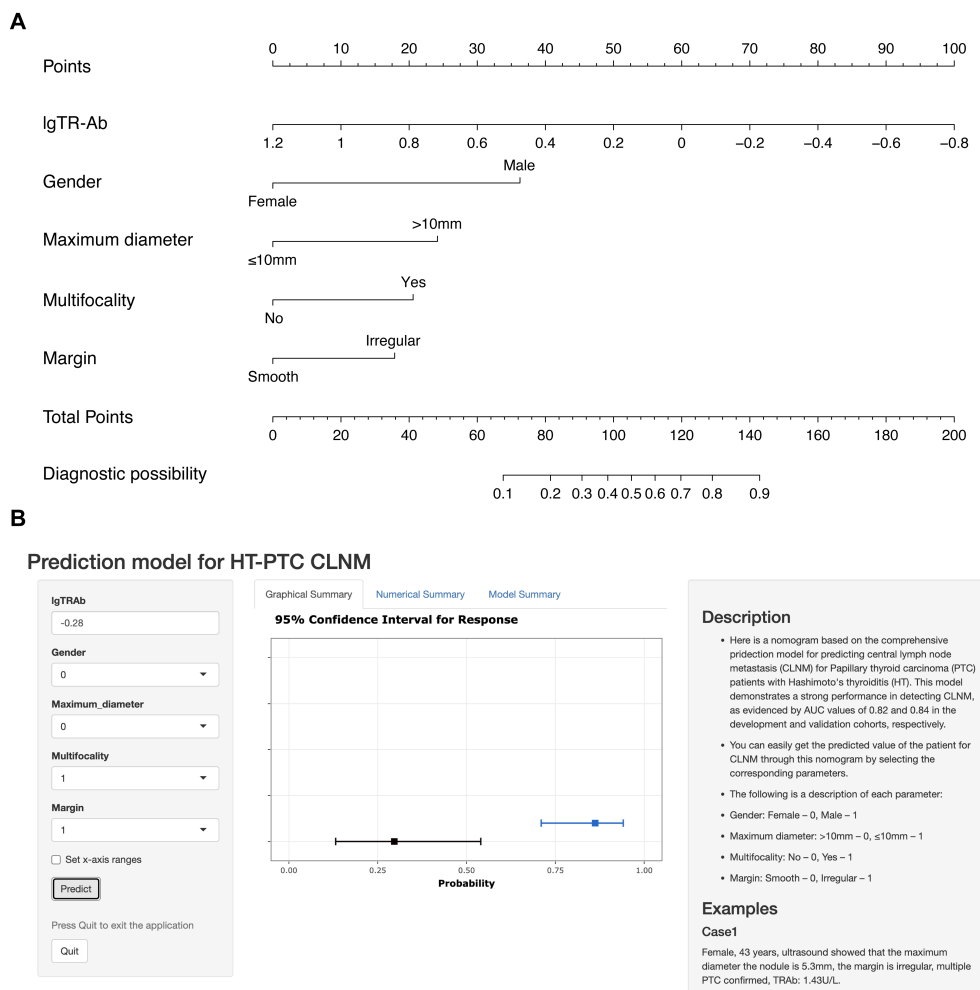 A
Points
0 10 20 30 40 50 60 70 80 90 100
lgTR-Ab
1.2 1 0.8 0.6 0.4 0.2 0 −0.2 −0.4 −0.6 −0.8
Male
Gender
Female
>10mm
Maximum diameter
≤10mm
Yes
Multifocality
No
Irregular
Margin
Smooth
Total Points
0 20 40 60 80 100 120 140 160 180 200
Diagnostic possibility
0.1 0.2 0.3 0.4 0.5 0.6 0.7 0.8 0.9
B
Prediction model for HT-PTC CLNM
lgTRAb
-0.28
Gender
0
Maximum_diameter
0
Multifocality
1
Margin
1
Set x-axis ranges
Predict
Press Quit to exit the application
Quit
Graphical Summary Numerical Summary Model Summary
95% Confidence Interval for Response
0.00 0.25 0.50 0.75 1.00
Probability
Description
• Here is a nomogram based on the comprehensive
pridection model for predicting central lymph node
metastasis (CLNM) for Papillary thyroid carcinoma (PTC)
patients with Hashimoto's thyroiditis (HT). This model
demonstrates a strong performance in detecting CLNM,
as evidenced by AUC values of 0.82 and 0.84 in the
development and validation cohorts, respectively.
• You can easily get the predicted value of the patient for
CLNM through this nomogram by selecting the
corresponding parameters.
• The following is a description of each parameter:
• Gender: Female – 0, Male – 1
• Maximum diameter: >10mm – 0, ≤10mm – 1
• Multifocality: No – 0, Yes – 1
• Margin: Smooth – 0, Irregular – 1
Examples
Case1
Female, 43 years, ultrasound showed that the maximum
diameter the nodule is 5.3mm, the margin is irregular, multiple
PTC confirmed, TRAb: 1.43U/L.